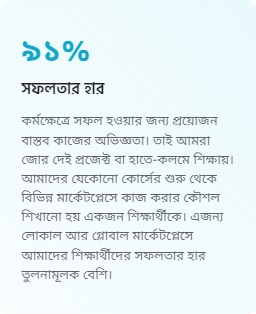 ৯১%
সফলতার হার
কর্মক্ষেত্রে সফল হওয়ার জন্য প্রয়োজন
বাস্তব কাজের অভিজ্ঞতা। তাই আমরা
জোর দেই প্রজেক্ট বা হাতে-কলমে শিক্ষায়।
আমাদের যেকোনো কোর্সের শুরু থেকে
বিভিন্ন মার্কেটপ্লেসে কাজ করার কৌশল
শিখানো হয় একজন শিক্ষার্থীকে। এজন্য
লোকাল আর গ্লোবাল মার্কেটপ্লেসে
আমাদের শিক্ষার্থীদের সফলতার হার
তুলনামূলক বেশি।